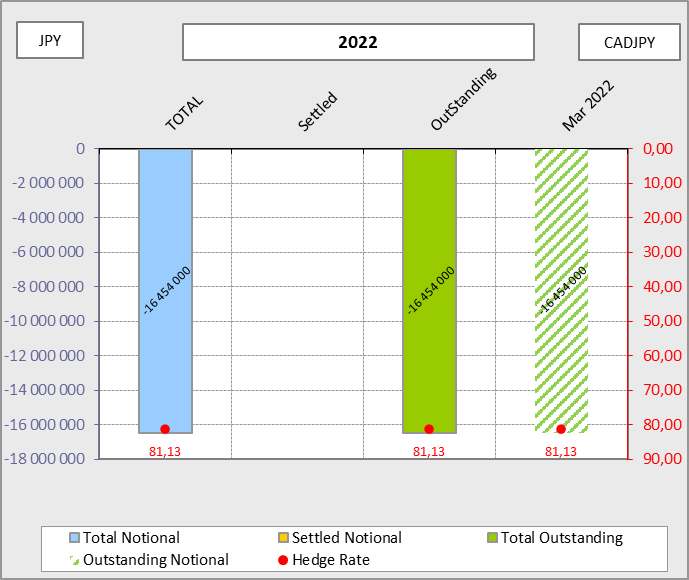 JPY
2022
CADJPY
TOTAL
Settled
OutStanding
Mar 2022
0
-2 000 000
-4 000 000
-6 000 000
-8 000 000
-10 000 000
-12 000 000
-14 000 000
-16 000 000
-18 000 000
-16 454 000
-16 454 000
-16 454 000
81,13
81,13
81,13
0,00
10,00
20,00
30,00
40,00
50,00
60,00
70,00
80,00
90,00
Total Notional
Settled Notional
Total Outstanding
Outstanding Notional
Hedge Rate